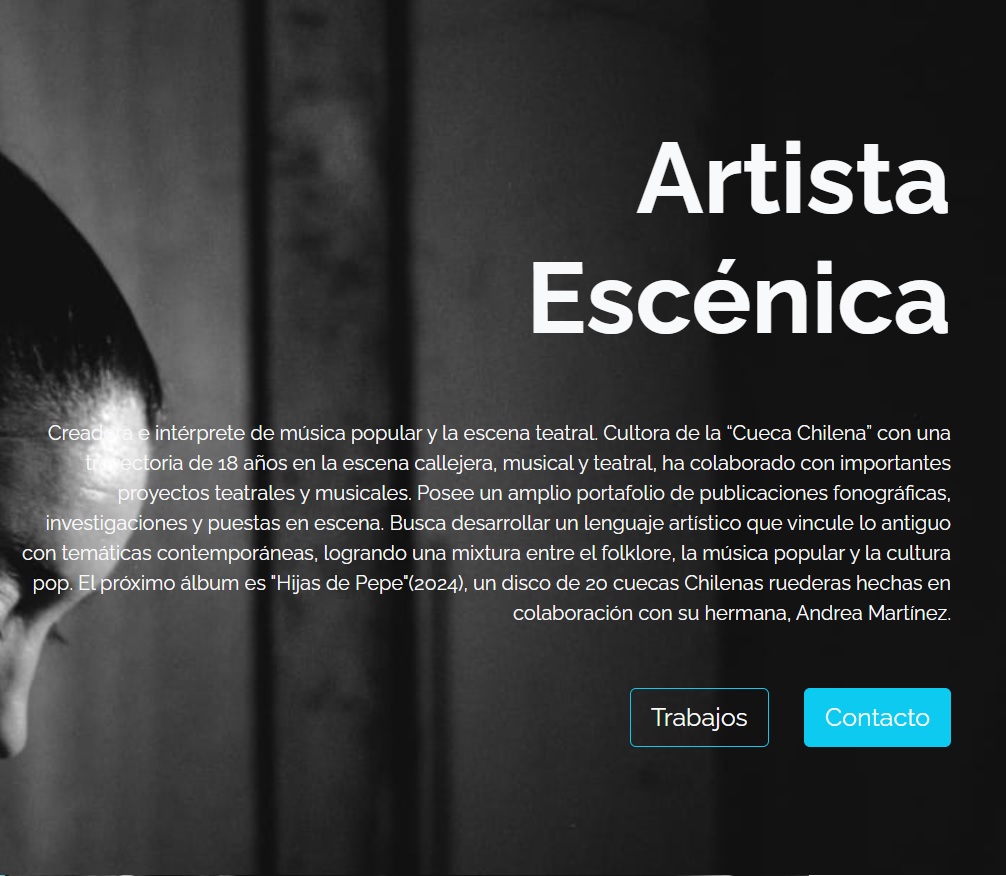 Artista
Escénica
Creadora e intérprete de música popular y la escena teatral. Cultora de la “Cueca Chilena” con una
trayectoria de 18 años en la escena callejera, musical y teatral, ha colaborado con importantes
proyectos teatrales y musicales. Posee un amplio portafolio de publicaciones fonográficas,
investigaciones y puestas en escena. Busca desarrollar un lenguaje artístico que vincule lo antiguo
con temáticas contemporáneas, logrando una mixtura entre el folklore, la música popular y la cultura
pop. El próximo álbum es "Hijas de Pepe"(2024), un disco de 20 cuecas Chilenas ruederas hechas en
colaboración con su hermana, Andrea Martínez.
Trabajos Contacto